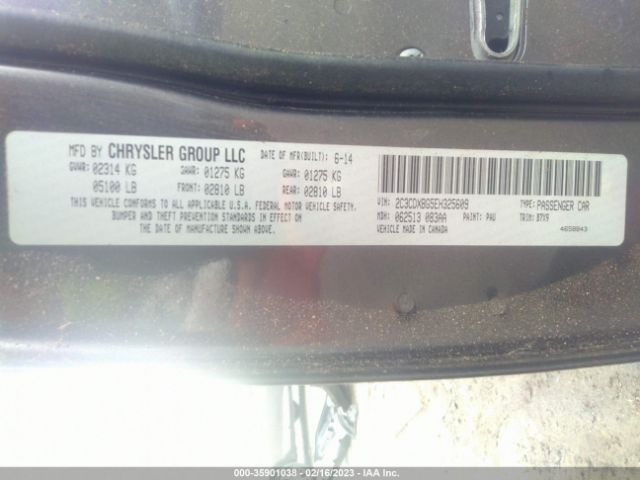 MFD BY CHRYSLER GROUP LLC DATE OF MFR(BUILT): 6-14
GVWR: 02314 KG GAWR: 01275 KG GAWR: 01275 KG
05100 LB FRONT: 02810 LB REAR: 02810 LB
THIS VEHICLE CONFORMS TO ALL APPLICABLE U.S.A. FEDERAL MOTOR VEHICLE SAFETY,
BUMPER AND THEFT PREVENTION STANDARDS IN EFFECT ON THE DATE OF
MANUFACTURE SHOWN ABOVE.
VIN: 2C3CDXBG5EH325609 TYPE: PASSENGER CAR
MDH: 062513 083AA PAINT: PAU TRIM: B7X9
VEHICLE MADE IN CANADA 4658843
000-35901038 - 02/16/2023 - IAA Inc.